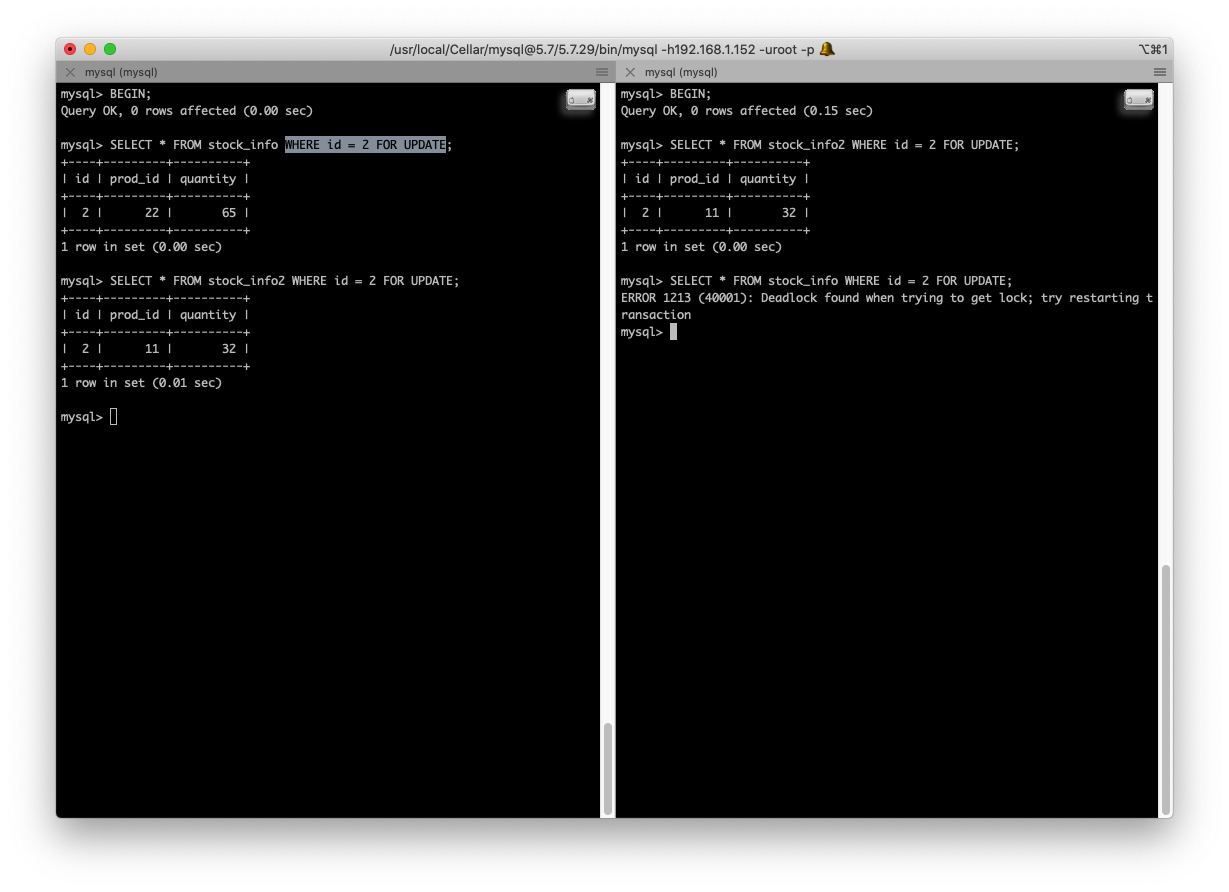 /usr/local/Cellar/mysql@5.7/5.7.29/bin/mysql -h192.168.1.152 -uroot -p
⌥⌘1
mysql (mysql)
mysql> BEGIN;
Query OK, 0 rows affected (0.00 sec)
mysql> SELECT * FROM stock_info WHERE id = 2 FOR UPDATE;
+----+---------+----------+
| id | prod_id | quantity |
+----+---------+----------+
|  2 |      22 |       65 |
+----+---------+----------+
1 row in set (0.00 sec)
mysql> SELECT * FROM stock_info2 WHERE id = 2 FOR UPDATE;
+----+---------+----------+
| id | prod_id | quantity |
+----+---------+----------+
|  2 |      11 |       32 |
+----+---------+----------+
1 row in set (0.01 sec)
mysql>
mysql (mysql)
mysql> BEGIN;
Query OK, 0 rows affected (0.15 sec)
mysql> SELECT * FROM stock_info2 WHERE id = 2 FOR UPDATE;
+----+---------+----------+
| id | prod_id | quantity |
+----+---------+----------+
|  2 |      11 |       32 |
+----+---------+----------+
1 row in set (0.00 sec)
mysql> SELECT * FROM stock_info WHERE id = 2 FOR UPDATE;
ERROR 1213 (40001): Deadlock found when trying to get lock; try restarting t
ransaction
mysql>